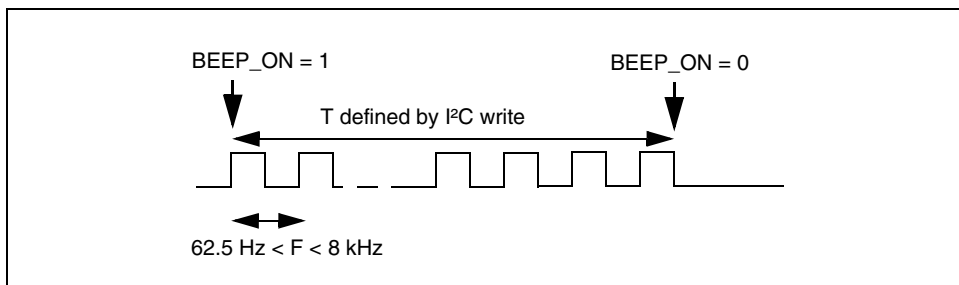 BEEP_ON = 1
BEEP_ON = 0
T defined by I²C write
62.5 Hz < F < 8 kHz